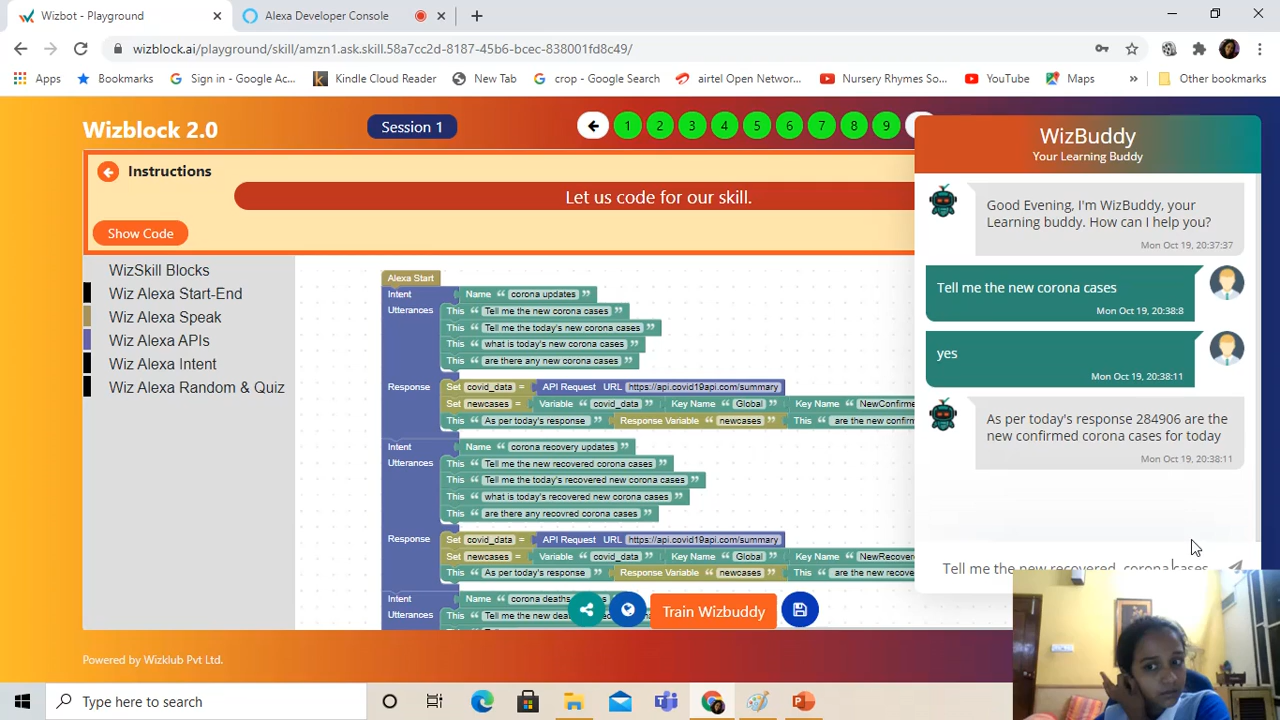 Wizbot - Playground
Alexa Developer Console
wizblock.ai/playground/skill/amzn1.ask.skill.58a7cc2d-8187-45b6-bcec-838001fd8c49/
Apps
Bookmarks
Sign in - Google Ac...
Kindle Cloud Reader
New Tab
crop - Google Search
airtel Open Networ...
Nursery Rhymes So...
YouTube
Maps
»
Other bookmarks
Wizblock 2.0
Session 1
1 2 3 4 5 6 7 8 9
Instructions
Let us code for our skill.
Show Code
WizSkill Blocks
Wiz Alexa Start-End
Wiz Alexa Speak
Wiz Alexa APIs
Wiz Alexa Intent
Wiz Alexa Random & Quiz
Alexa Start
Intent Name “ corona updates ”
Utterances This “ Tell me the new corona cases ”
This “ Tell me the today's new corona cases ”
This “ what is today's new corona cases ”
This “ are there any new corona cases ”
Response Set covid_data = API Request URL https://api.covid19api.com/summary
Set newcases = Variable “ covid_data ” Key Name “ Global ” Key Name “ NewConfirme
This “ As per today's response ” Response Variable “ newcases ” This “ are the new confirm
Intent Name “ corona recovery updates ”
Utterances This “ Tell me the new recovered corona cases ”
This “ Tell me the today's recovered new corona cases ”
This “ what is today's recovered new corona cases ”
This “ are there any recovred corona cases ”
Response Set covid_data = API Request URL https://api.covid19api.com/summary
Set newcases = Variable “ covid_data ” Key Name “ Global ” Key Name “ NewRecovere
This “ As per today's response ” Response Variable “ newcases ” This “ are the new recove
Intent Name “ corona
Utterances This “ Tell me the new
Train Wizbuddy
Powered by Wizklub Pvt Ltd.
WizBuddy
Your Learning Buddy
Good Evening, I'm WizBuddy, your
Learning buddy. How can I help you?
Mon Oct 19, 20:37:37
Tell me the new corona cases
Mon Oct 19, 20:38:8
yes
Mon Oct 19, 20:38:11
As per today's response 284906 are the
new confirmed corona cases for today
Mon Oct 19, 20:38:11
Tell me the new recovered corona cases
Type here to search